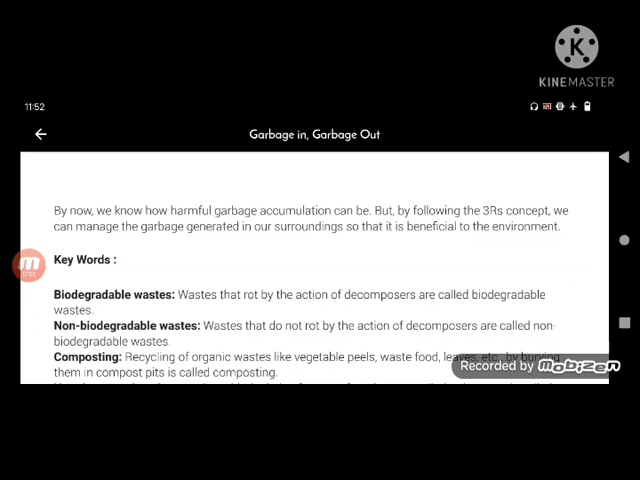 K
KINEMASTER
11:52
Garbage in, Garbage Out
By now, we know how harmful garbage accumulation can be. But, by following the 3Rs concept, we
can manage the garbage generated in our surroundings so that it is beneficial to the environment.
Key Words :
Biodegradable wastes: Wastes that rot by the action of decomposers are called biodegradable
wastes.
Non-biodegradable wastes: Wastes that do not rot by the action of decomposers are called non-
biodegradable wastes.
Composting: Recycling of organic wastes like vegetable peels, waste food, leaves, etc., by burying
them in compost pits is called composting.
Recorded by mobizen